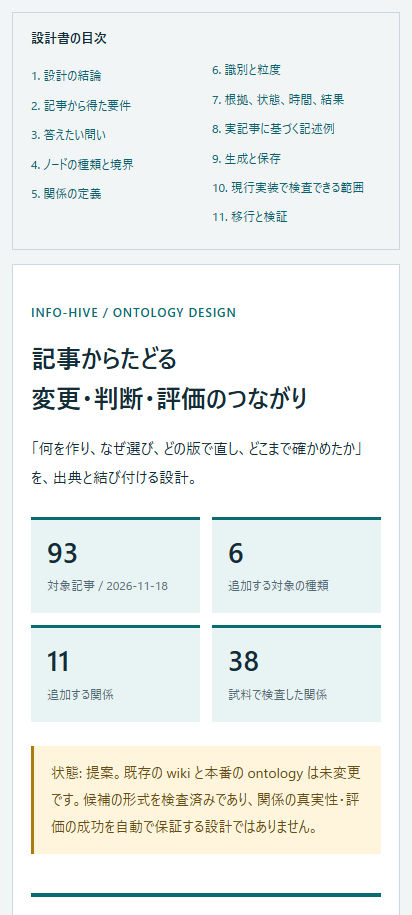 設計書の目次
1. 設計の結論
2. 記事から得た要件
3. 答えたい問い
4. ノードの種類と境界
5. 関係の定義
6. 識別と粒度
7. 根拠、状態、時間、結果
8. 実記事に基づく記述例
9. 生成と保存
10. 現行実装で検査できる範囲
11. 移行と検証
INFO-HIVE / ONTOLOGY DESIGN
記事からたどる
変更・判断・評価のつながり
「何を作り、なぜ選び、どの版で直し、どこまで確かめたか」
を、出典と結び付ける設計。
93
対象記事 / 2026-11-18
6
追加する対象の種類
11
追加する関係
38
試料で検査した関係
状態: 提案。既存の wiki と本番の ontology は未変更
です。候補の形式を検査済みであり、関係の真実性・評
価の成功を自動で保証する設計ではありません。